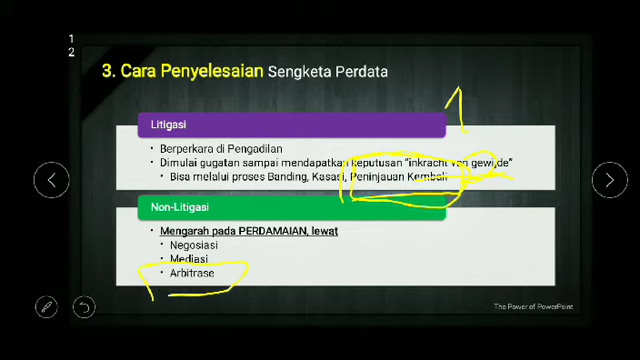 1
2
3. Cara Penyelesaian Sengketa Perdata
1
Litigasi
• Berperkara di Pengadilan
• Dimulai gugatan sampai mendapatkan keputusan "inkracht van gewijde"
• Bisa melalui proses Banding, Kasasi, Peninjauan Kembali
Non-Litigasi
• Mengarah pada PERDAMAIAN, lewat
• Negosiasi
• Mediasi
• Arbitrase
The Power of PowerPoint